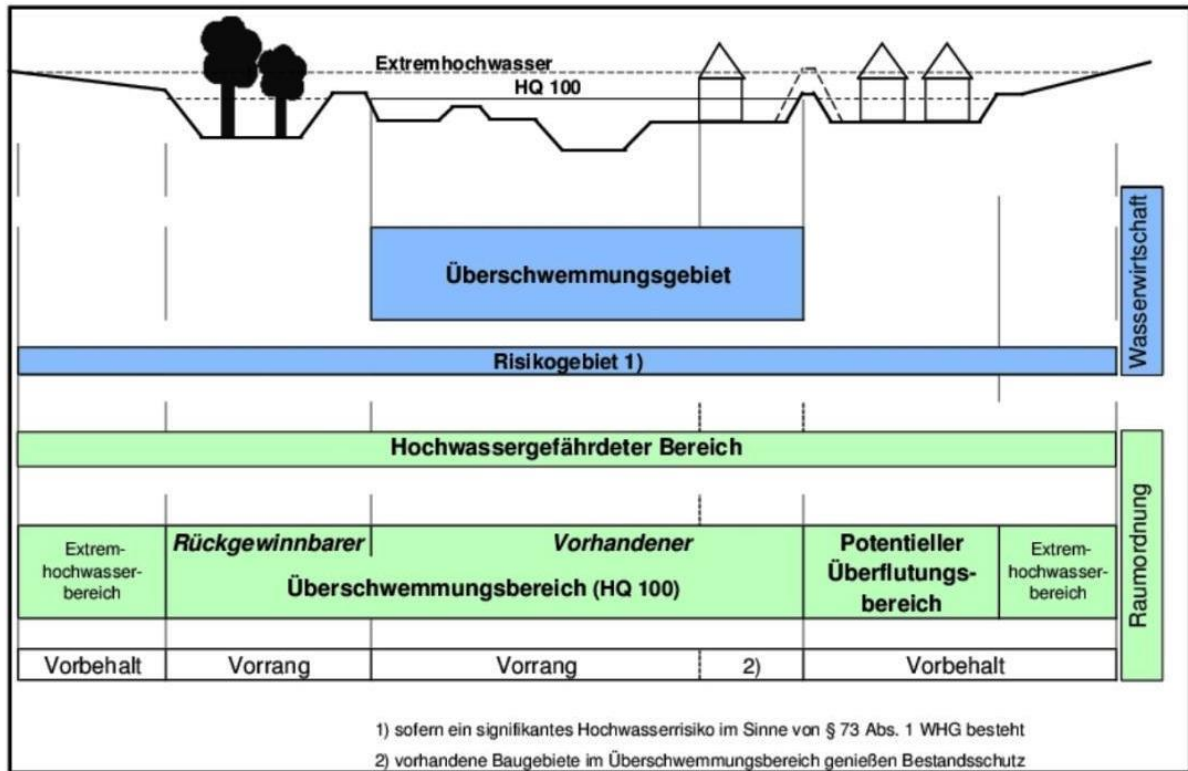 Extremhochwasser
HQ 100
Wasserwirtschaft
Überschwemmungsgebiet
Risikogebiet 1)
Hochwassergefährdeter Bereich
Raumordnung
Extrem-
hochwasser-
bereich
Rückgewinnbarer
Vorhandener
Überschwemmungsbereich (HQ 100)
Potentieller
Überflutungs-
bereich
Extrem-
hochwasser-
bereich
Vorbehalt
Vorrang
Vorrang
2)
Vorbehalt
1) sofern ein signifikantes Hochwasserrisiko im Sinne von § 73 Abs. 1 WHG besteht
2) vorhandene Baugebiete im Überschwemmungsbereich genießen Bestandsschutz